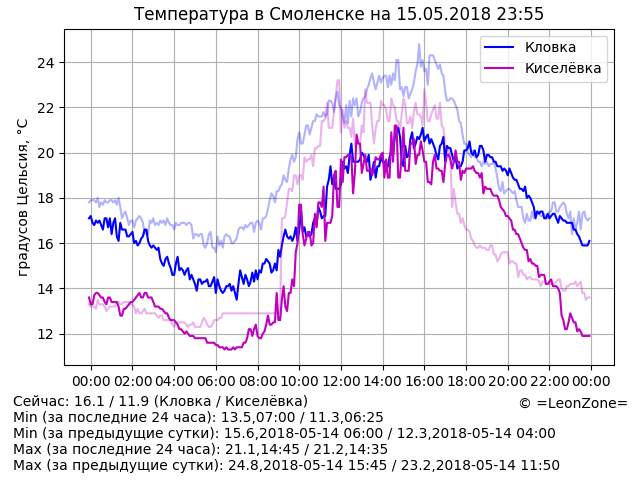 Температура в Смоленске на 15.05.2018 23:55
Кловка
Киселёвка
градусов Цельсия, °C
24
22
20
18
16
14
12
00:00 02:00 04:00 06:00 08:00 10:00 12:00 14:00 16:00 18:00 20:00 22:00 00:00
Сейчас: 16.1 / 11.9 (Кловка / Киселёвка)
© =LeonZone=
Min (за последние 24 часа): 13.5,07:00 / 11.3,06:25
Min (за предыдущие сутки): 15.6,2018-05-14 06:00 / 12.3,2018-05-14 04:00
Max (за последние 24 часа): 21.1,14:45 / 21.2,14:35
Max (за предыдущие сутки): 24.8,2018-05-14 15:45 / 23.2,2018-05-14 11:50